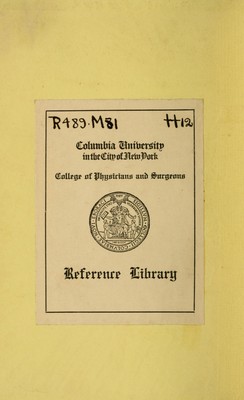 R489.M81 H12
Columbia University
in the City of New York
College of Physicians and Surgeons
Reference Library